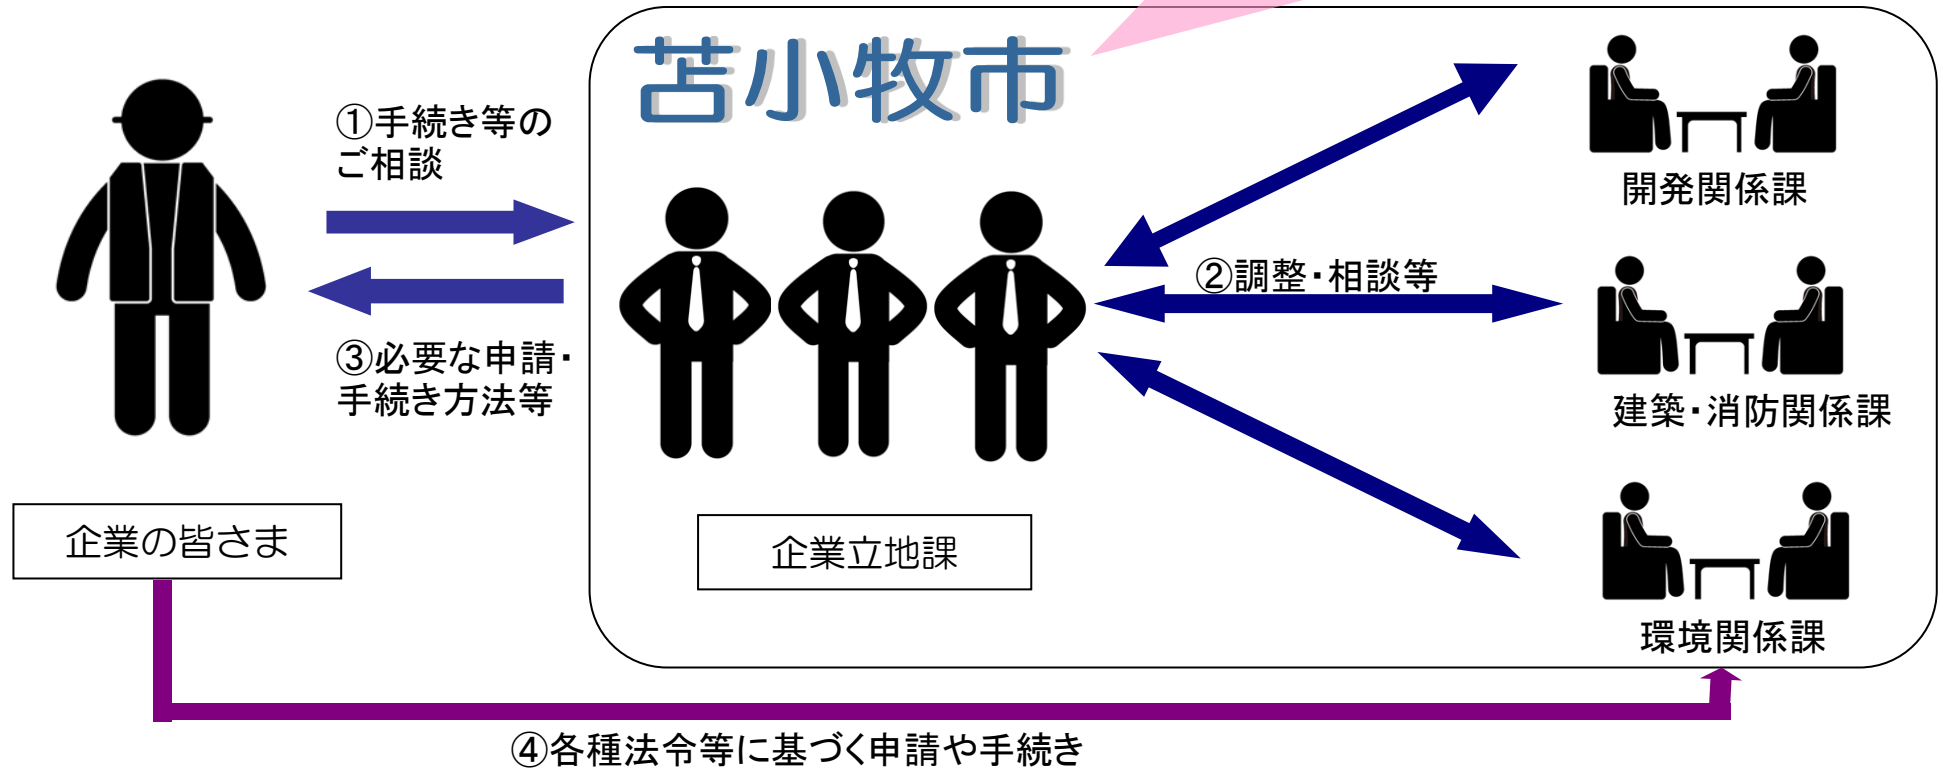 苫小牧市
①手続き等の
ご相談
③必要な申請・
手続き方法等
企業の皆さま
企業立地課
②調整・相談等
開発関係課
建築・消防関係課
環境関係課
④各種法令等に基づく申請や手続き